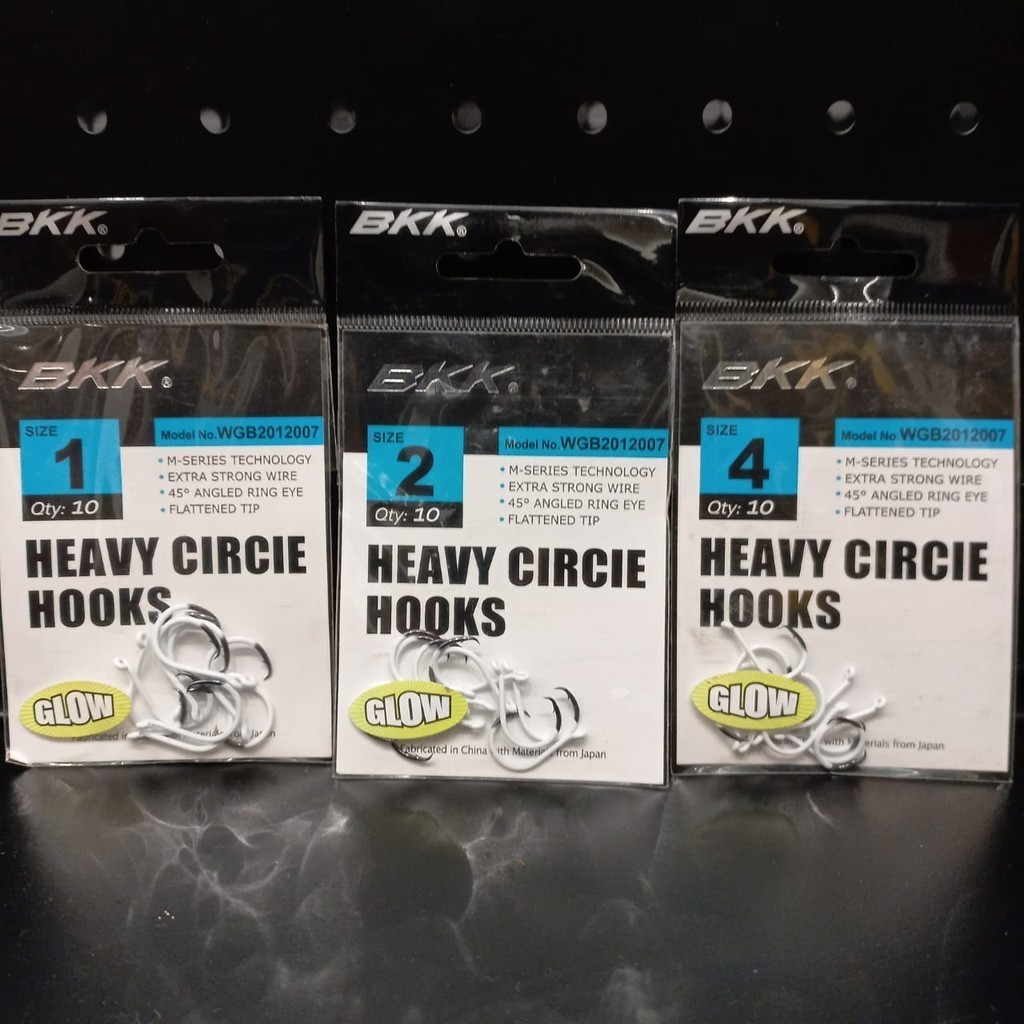 BKK®
BKK®
SIZE
1
Qty: 10
Model No.WGB2012007
• M-SERIES TECHNOLOGY
• EXTRA STRONG WIRE
• 45° ANGLED RING EYE
• FLATTENED TIP
HEAVY CIRCIE
HOOKS
GLOW
Fabricated in Japan
BKK®
BKK®
SIZE
2
Qty: 10
Model No.WGB2012007
• M-SERIES TECHNOLOGY
• EXTRA STRONG WIRE
• 45° ANGLED RING EYE
• FLATTENED TIP
HEAVY CIRCIE
HOOKS
GLOW
Fabricated in China with Materials from Japan
BKK®
BKK®
SIZE
4
Qty: 10
Model No.WGB2012007
• M-SERIES TECHNOLOGY
• EXTRA STRONG WIRE
• 45° ANGLED RING EYE
• FLATTENED TIP
HEAVY CIRCIE
HOOKS
GLOW
with Materials from Japan